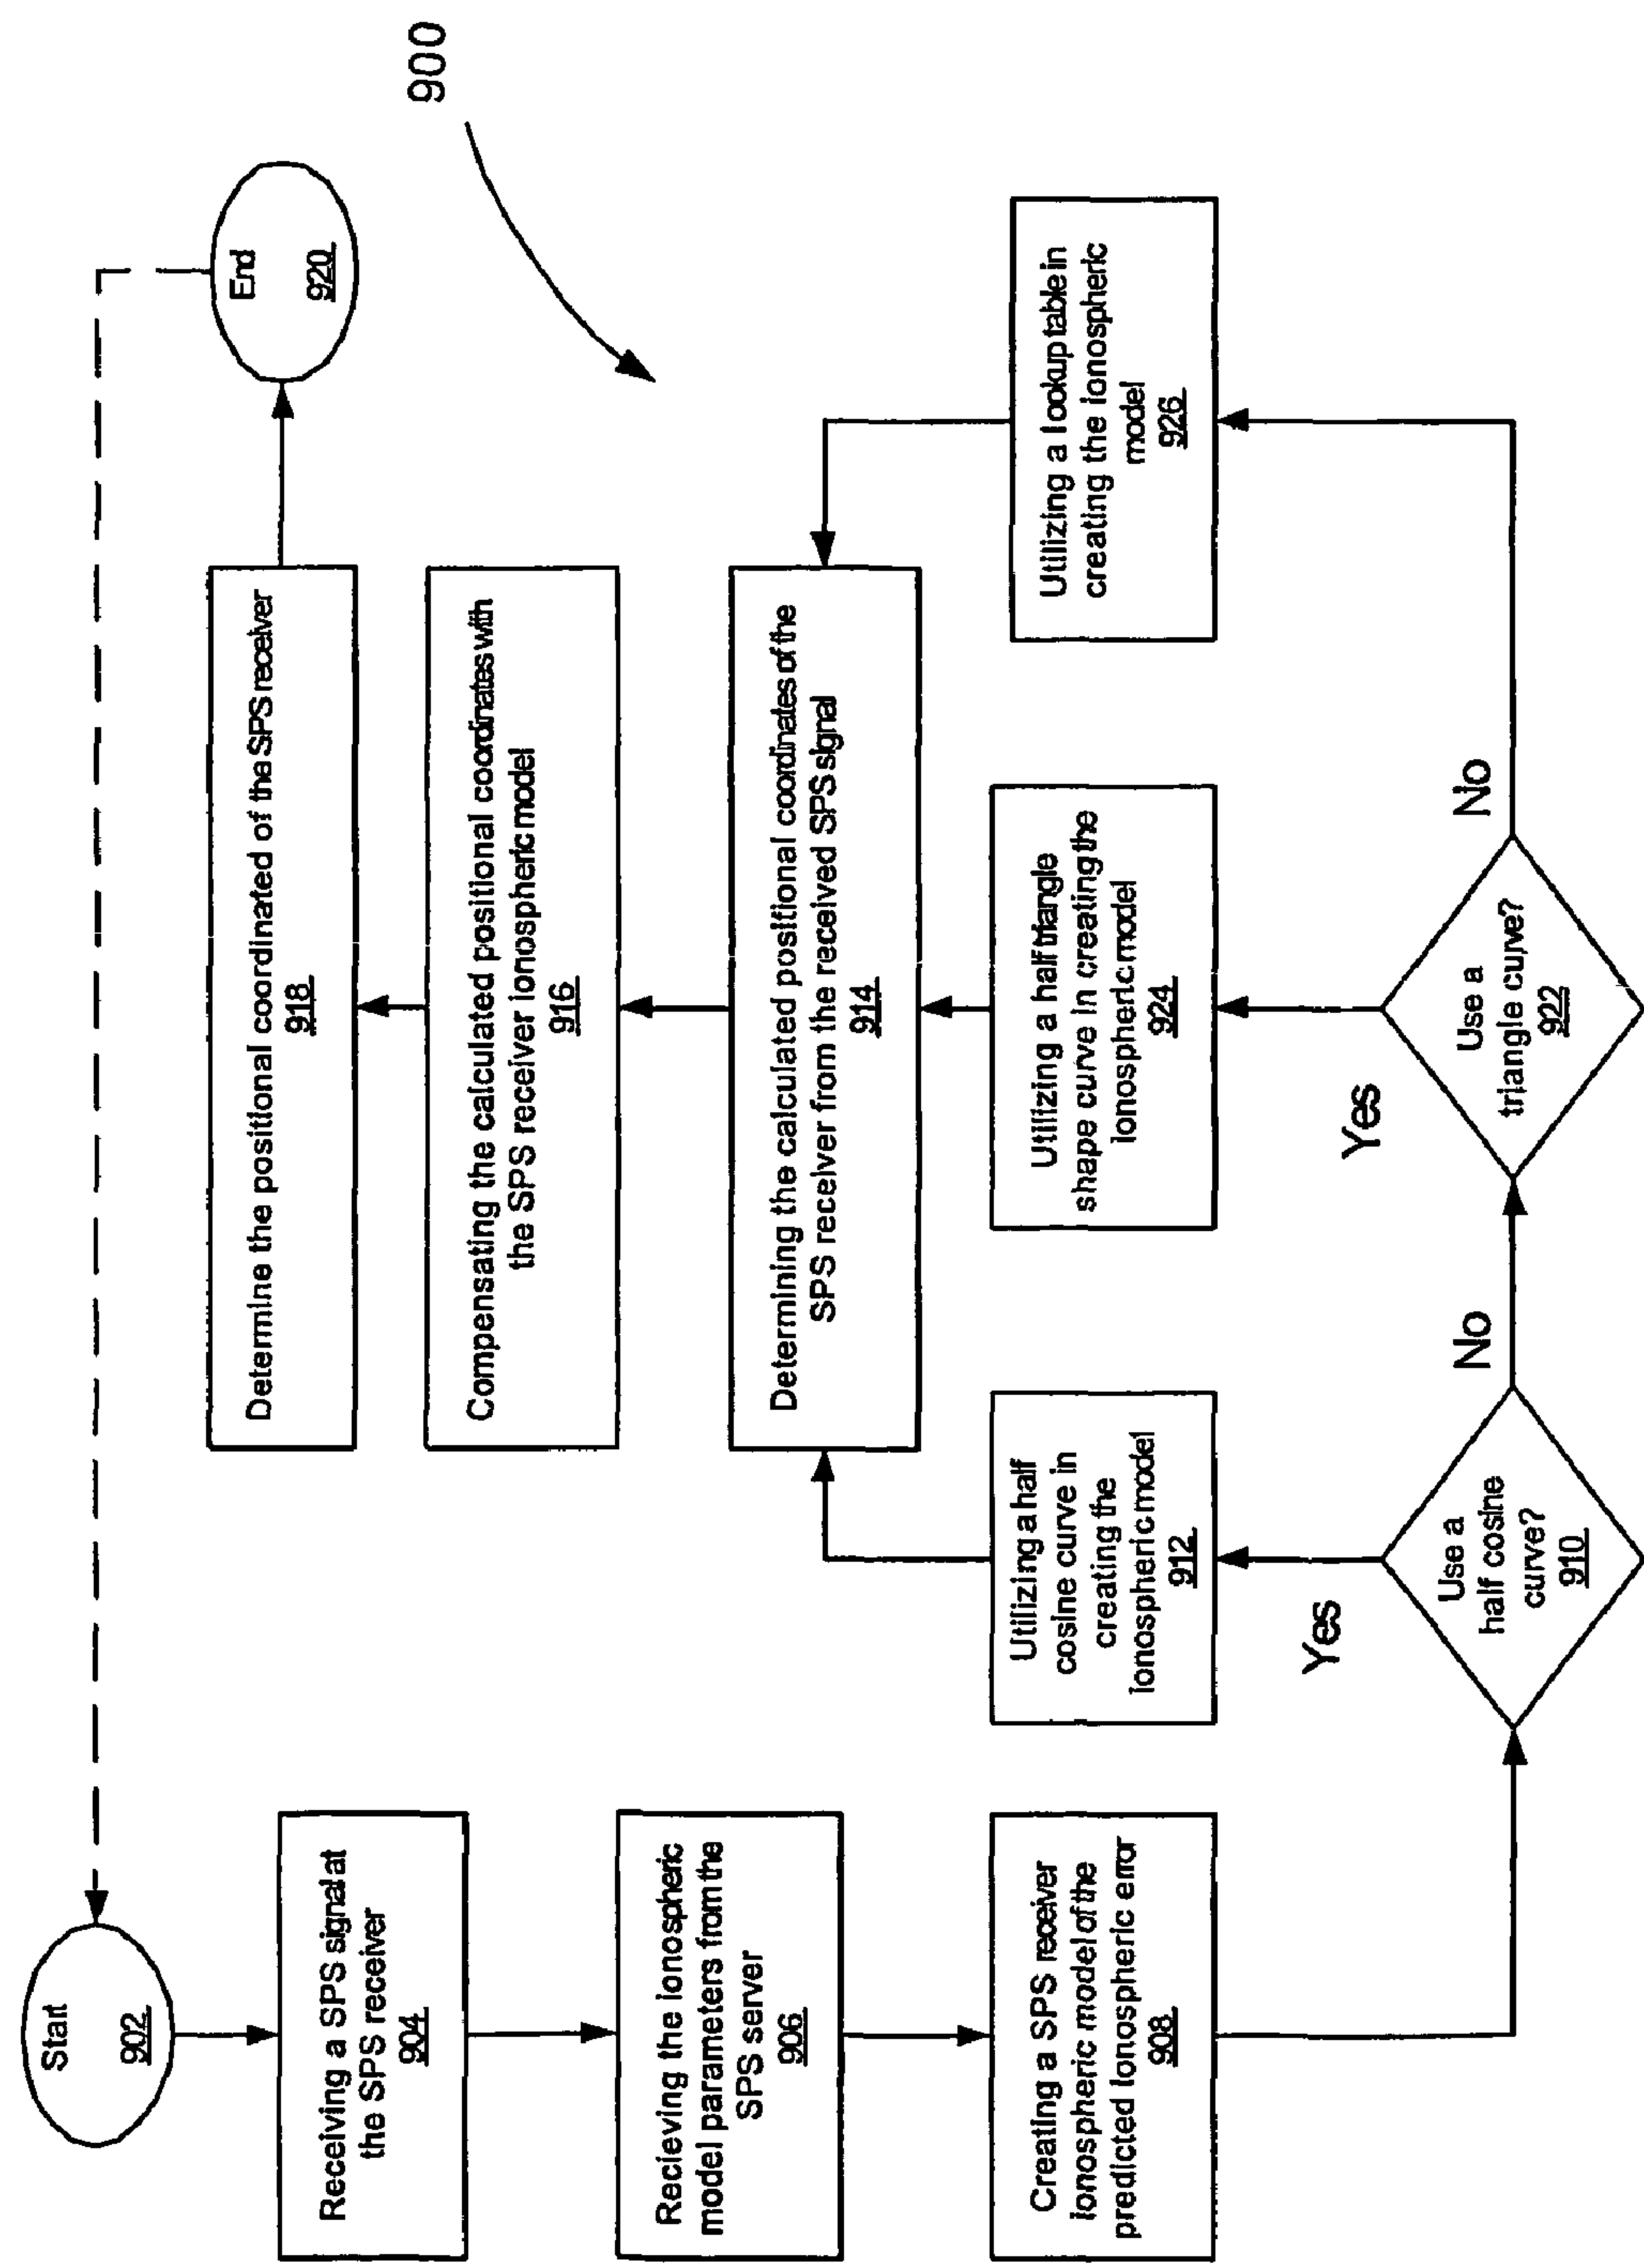 900
Start
902
Receiving a SPS signal at
the SPS receiver
904
Recieving the ionospheric
model parameters from the
SPS server
906
Creating a SPS receiver
ionospheric model of the
predicted ionospheric error
908
Use a
half cosine
curve?
910
Yes
No
Utilizing a half
cosine curve in
creating the
ionospheric model
912
Use a
triangle curve?
922
Yes
No
Utilizing a half triangle
shape curve in creating the
ionospheric model
924
Utilizing a lookup table in
creating the ionospheric
model
926
Determining the calculated positional coordinates of the
SPS receiver from the received SPS signal
914
Compensating the calculated positional coordinates with
the SPS receiver ionospheric model
916
Determine the positional coordinated of the SPS receiver
918
End
920